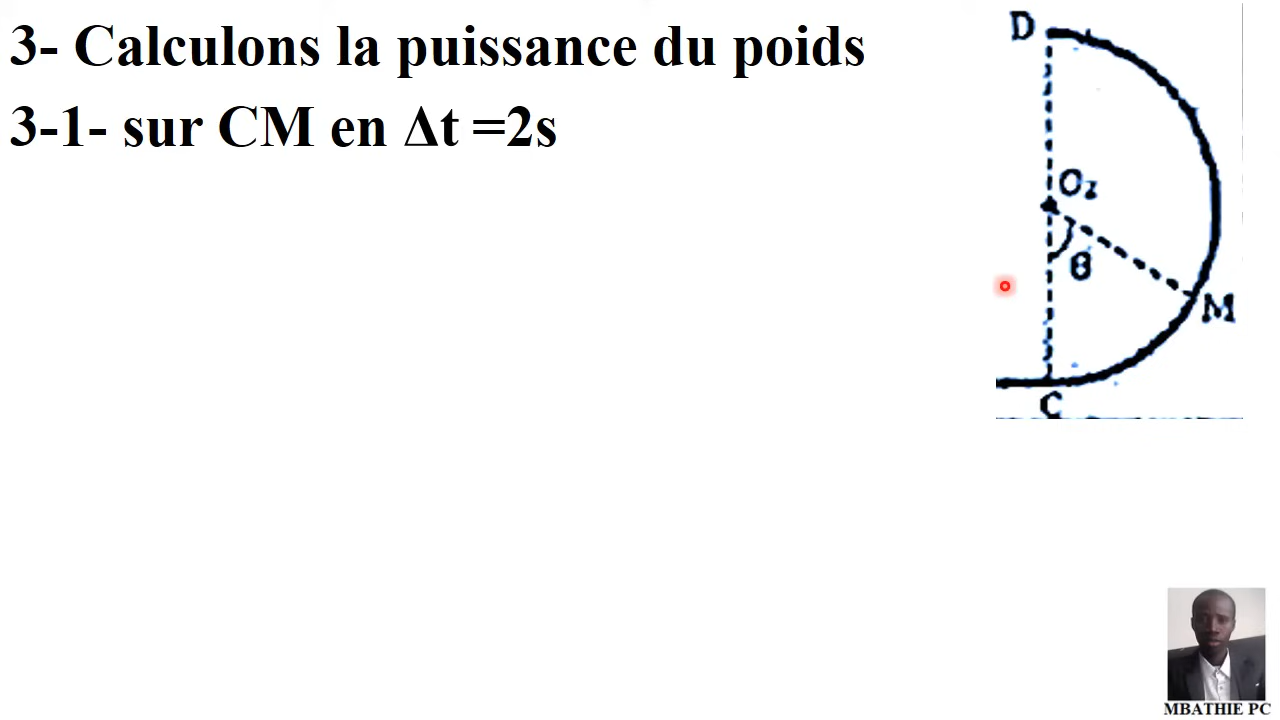 3- Calculons la puissance du poids
3-1- sur CM en Δt =2s
D
O₂
θ
M
C
MBATHIE PC